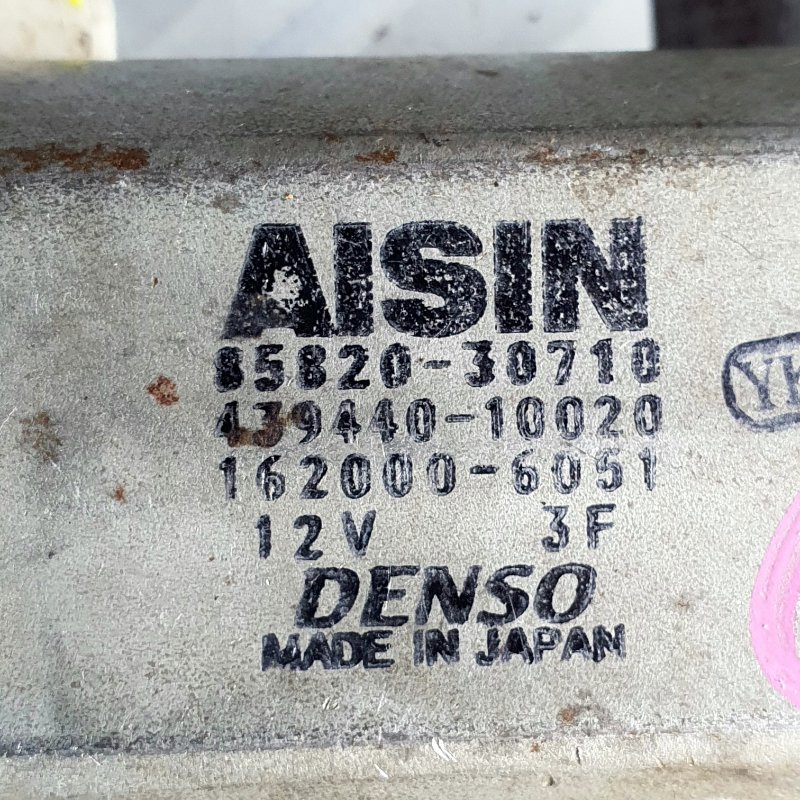 AISIN
85820-30710
439440-10020
162000-6051
12V 3F
DENSO
MADE IN JAPAN